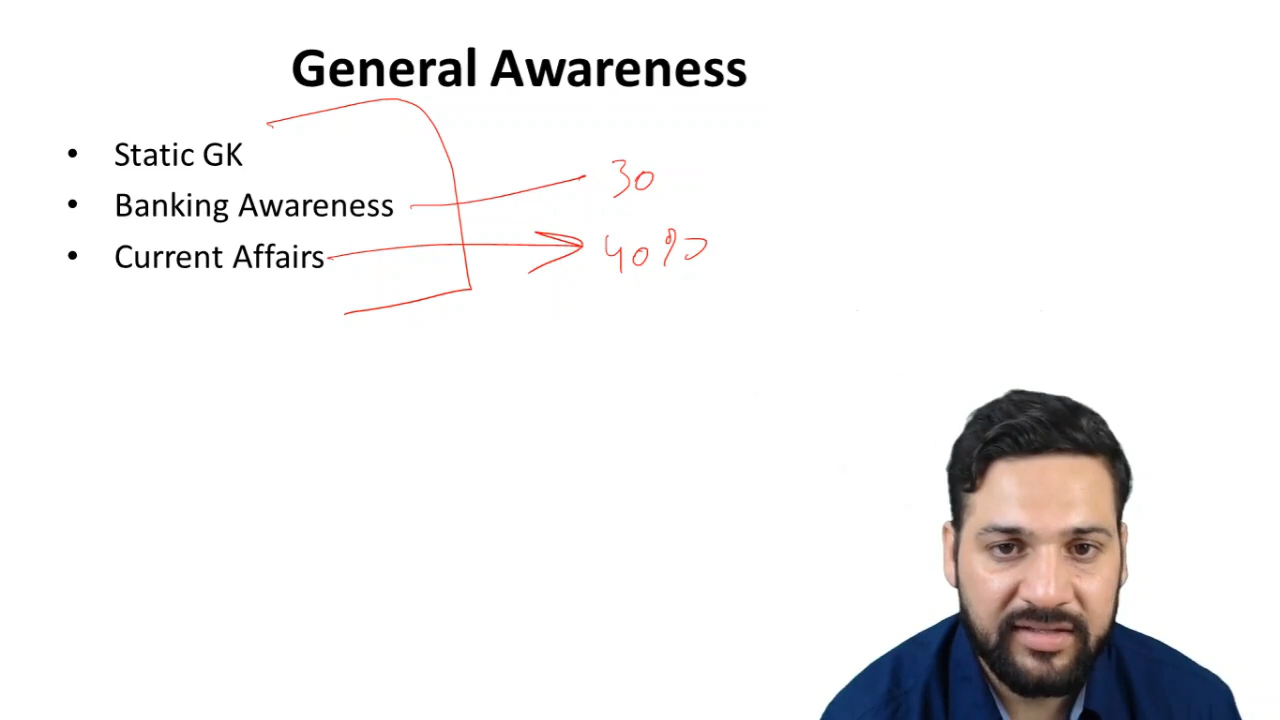 General Awareness
• Static GK
• Banking Awareness 30
• Current Affairs 40%